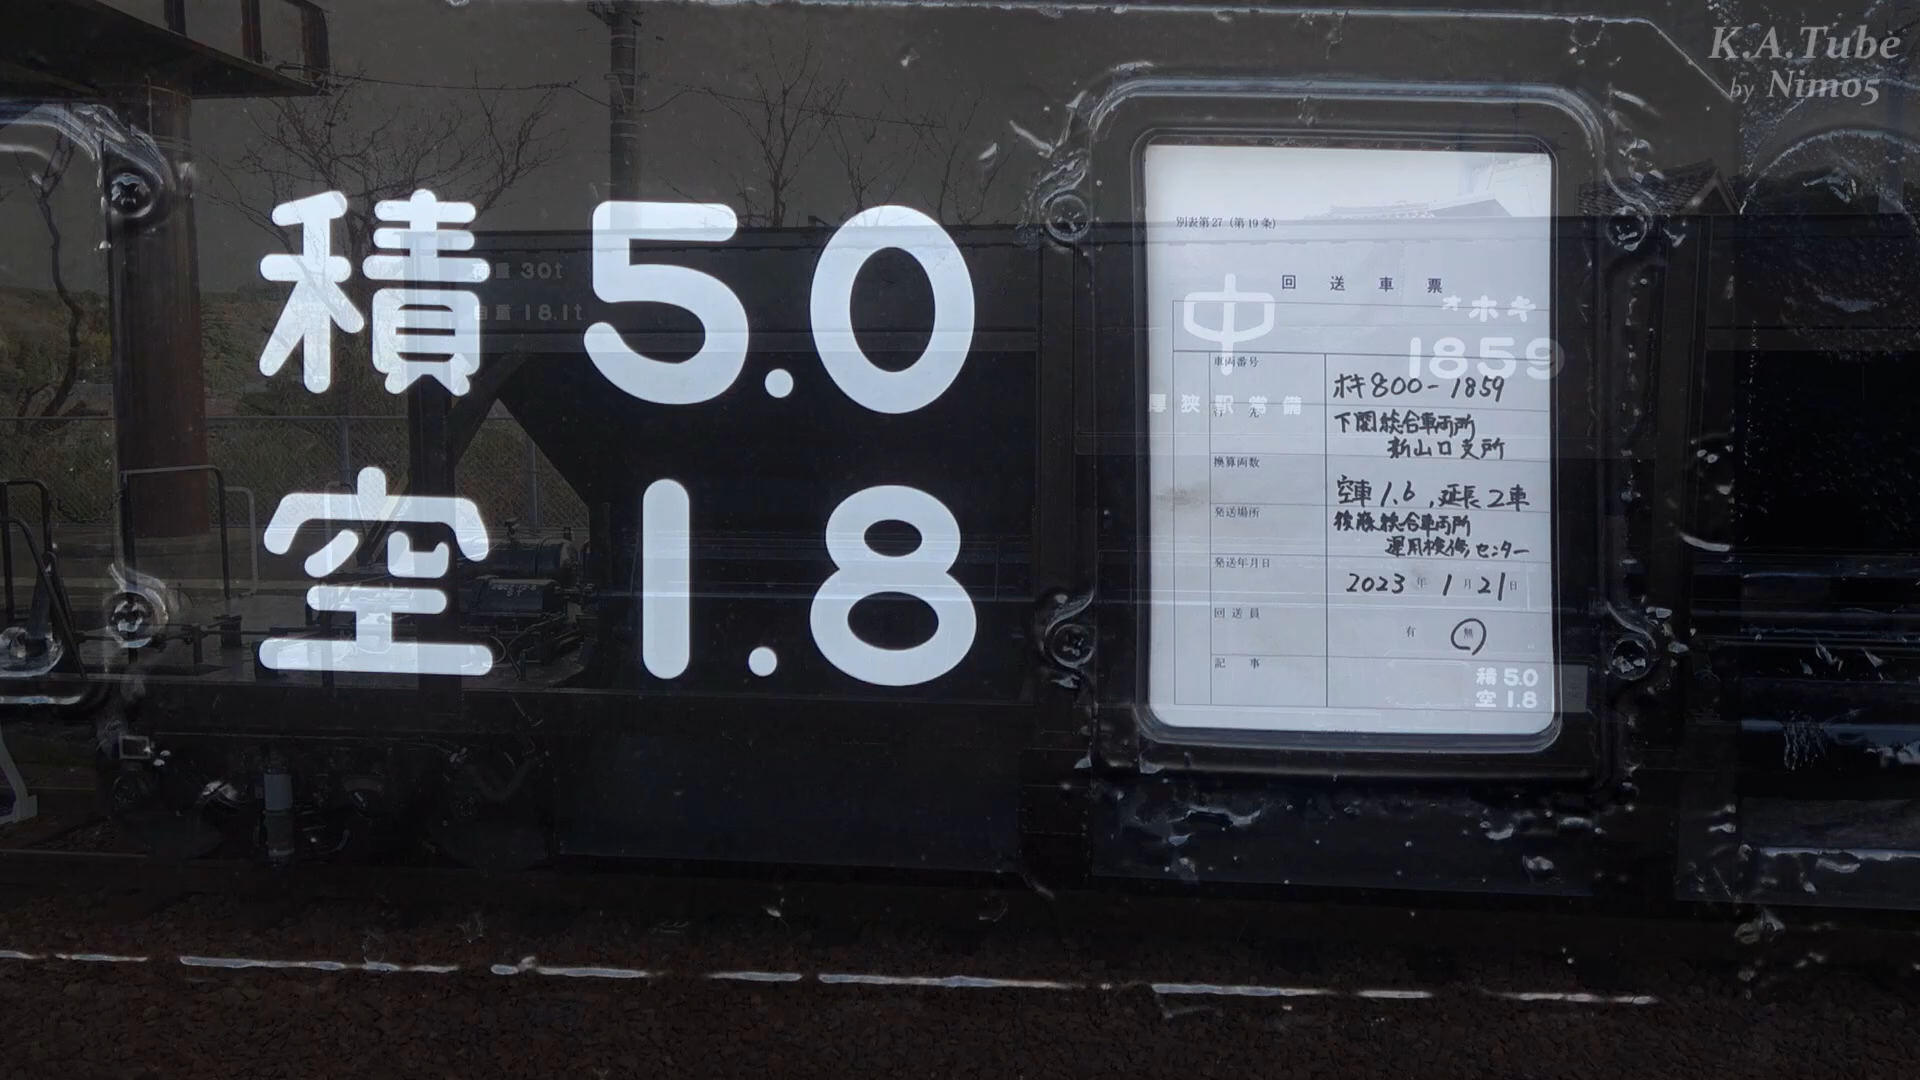 K.A.Tube
by Nimo5
積 5.0
空 1.8
荷重 30t
自重 18.1t
別表第27（第19条）
回送車票
中
オホキ
1859
厚狭駅常備
車両番号 ホキ800-1859
行先 下関総合車両所
新山口支所
換算両数 空車1.6，延長2車
発送場所 後藤総合車両所
運用検修センター
発送年月日 2023年1月21日
回送員 有 無
記事
積 5.0
空 1.8